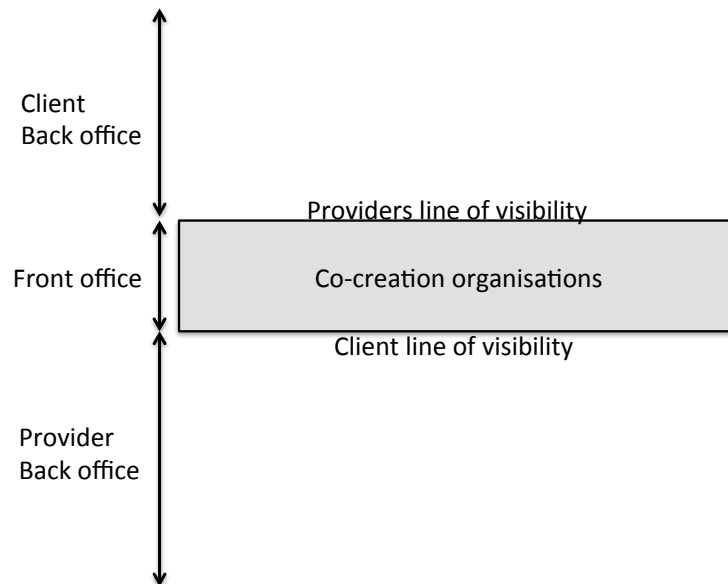 Client
Back office
Providers line of visibility
Front office
Co-creation organisations
Client line of visibility
Provider
Back office